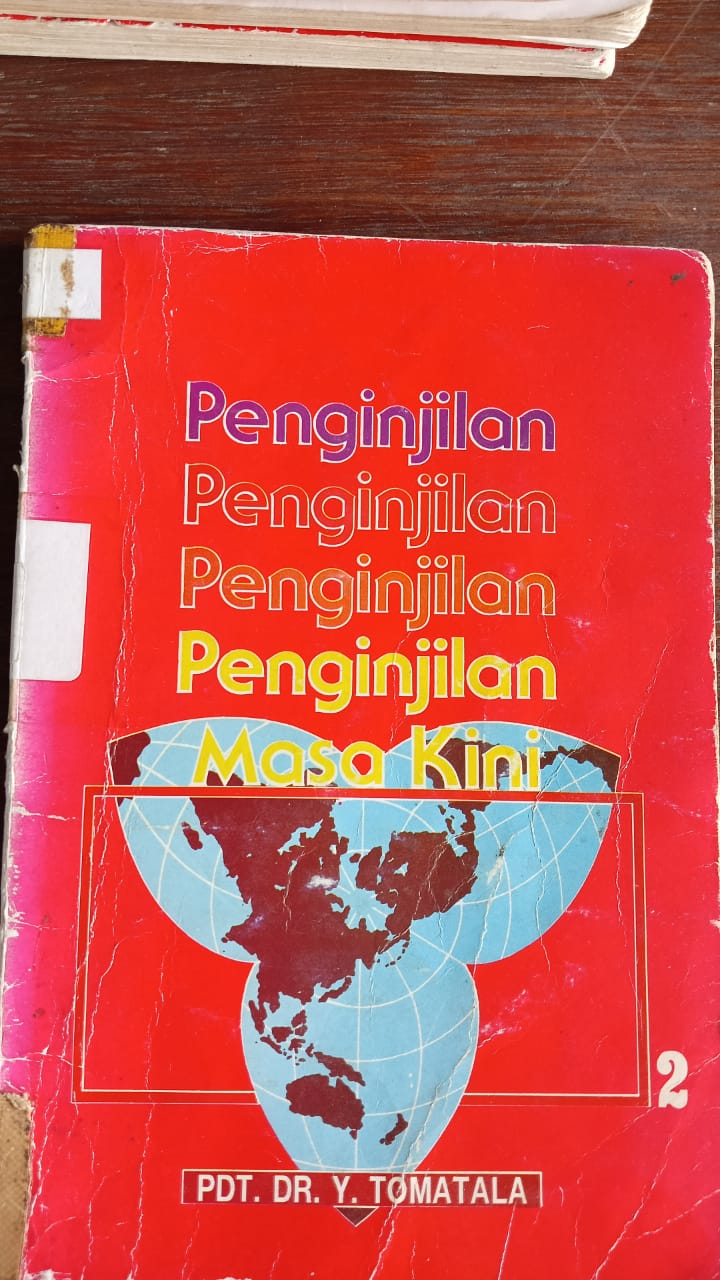 Penginjilan
Penginjilan
Penginjilan
Penginjilan
Masa Kini
2
PDT. DR. Y. TOMATALA